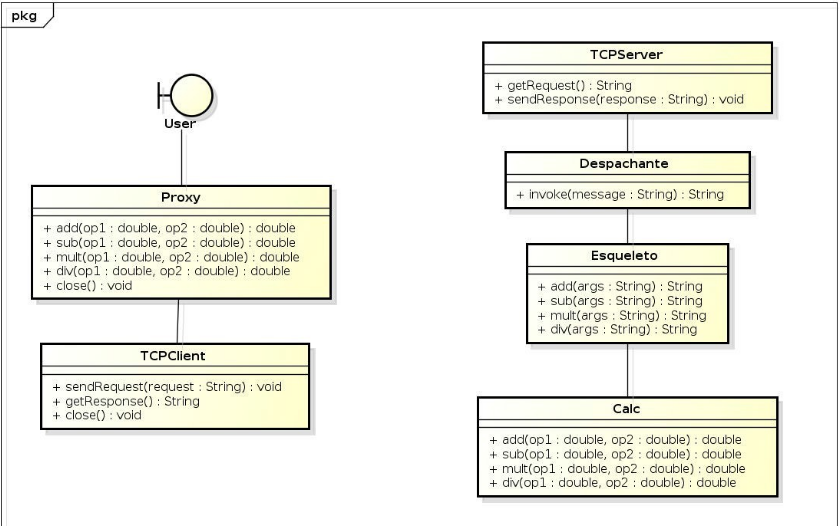 pkg
User
Proxy
+ add(op1 : double, op2 : double) : double
+ sub(op1 : double, op2 : double) : double
+ mult(op1 : double, op2 : double) : double
+ div(op1 : double, op2 : double) : double
+ close() : void
TCPClient
+ sendRequest(request : String) : void
+ getResponse() : String
+ close() : void
TCPServer
+ getRequest() : String
+ sendResponse(response : String) : void
Despachante
+ invoke(message : String) : String
Esqueleto
+ add(args : String) : String
+ sub(args : String) : String
+ mult(args : String) : String
+ div(args : String) : String
Calc
+ add(op1 : double, op2 : double) : double
+ sub(op1 : double, op2 : double) : double
+ mult(op1 : double, op2 : double) : double
+ div(op1 : double, op2 : double) : double